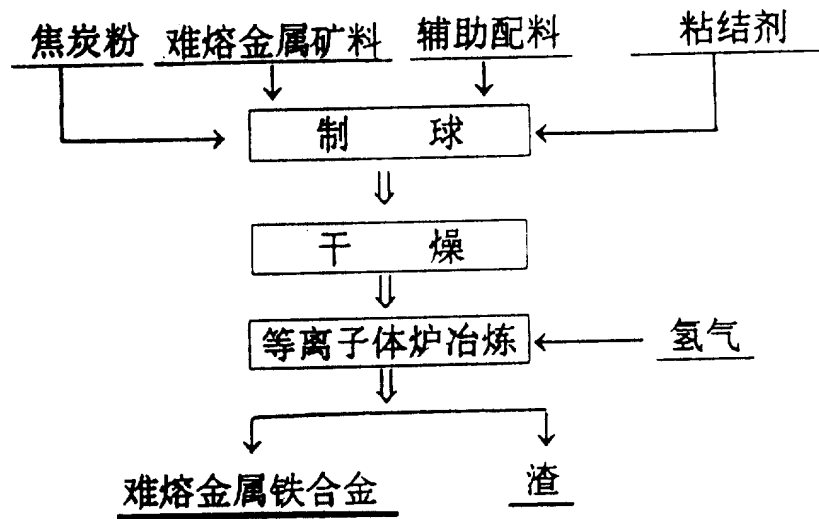 焦炭粉 难熔金属矿料 辅助配料 粘结剂
制 球
干 燥
等离子体炉冶炼 氢气
难熔金属铁合金 渣